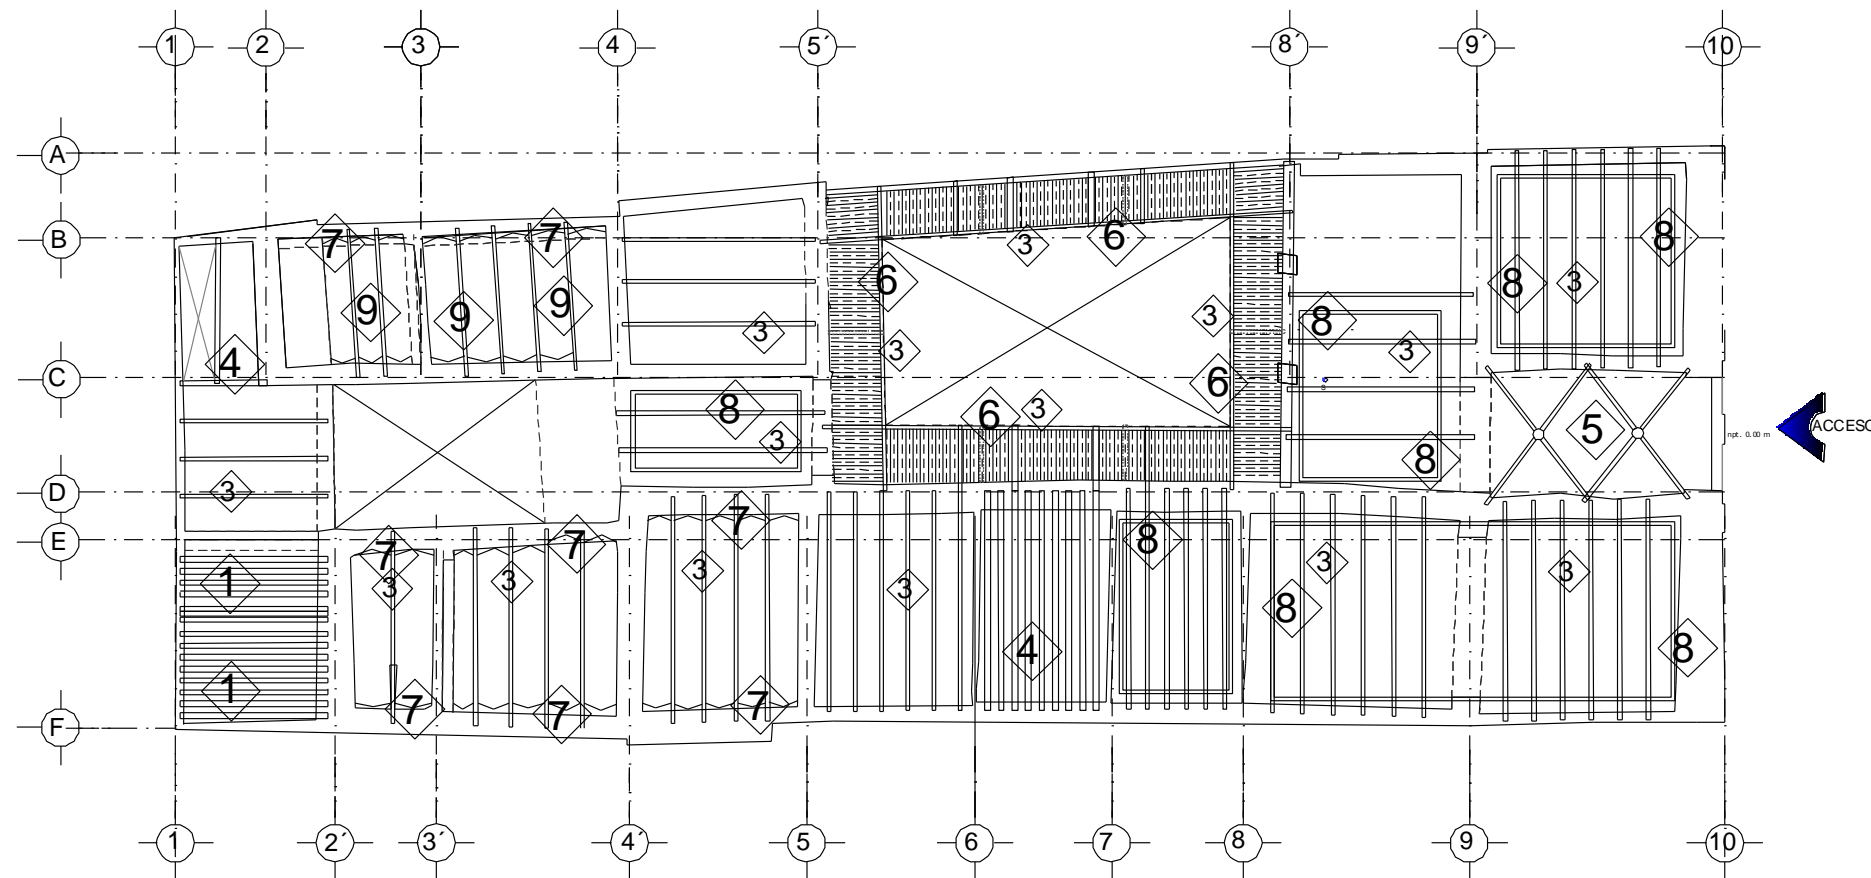 1 2 3 4 5´ 8´ 9´ 10
A
B
7 7 3 6 8
6 9 9 9 8 3
3 3 8 3
4 3
C
6
8 3 6 3 5 ACCESO
3 8 npt. 0.00 m
3
D
7
E
7 7 8
1 3 3 3 3 3 3
8
4 8
1
7 7 7
F
1 2´ 3´ 4´ 5 6 7 8 9 10